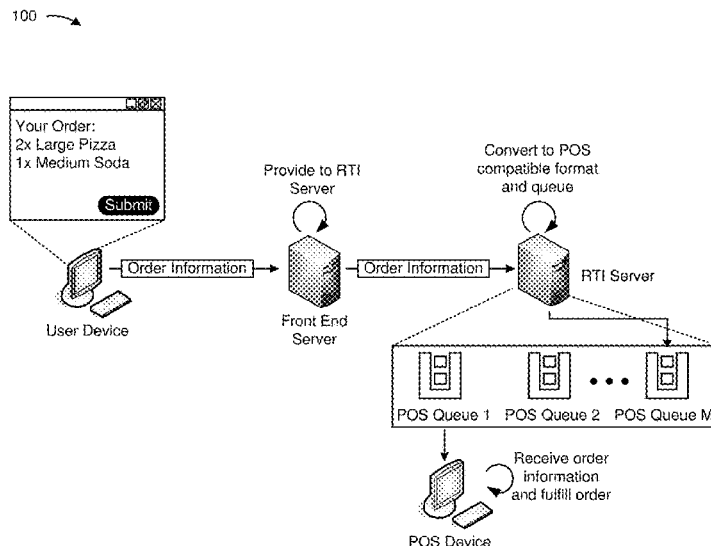 100
Your Order:
2x Large Pizza
1x Medium Soda
Submit
Provide to RTI
Server
Convert to POS
compatible format
and queue
Order Information
Order Information
RTI Server
User Device
Front End
Server
POS Queue 1
POS Queue 2
POS Queue M
Receive order
information
and fulfill order
POS Device